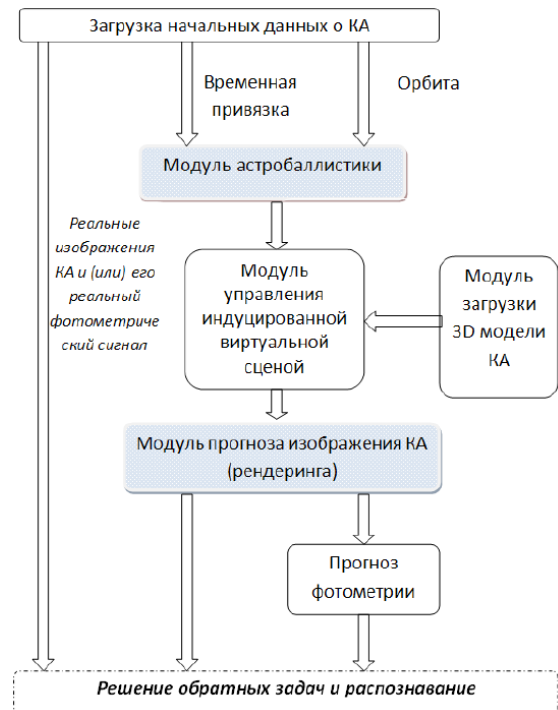 Загрузка начальных данных о КА
Временная
привязка
Орбита
Модуль астробаллистики
Реальные
изображения
КА и (или) его
реальный
фотометриче
ский сигнал
Модуль
управления
индуцированной
виртуальной
сценой
Модуль
загрузки
3D модели
КА
Модуль прогноза изображения КА
(рендеринга)
Прогноз
фотометрии
Решение обратных задач и распознавание